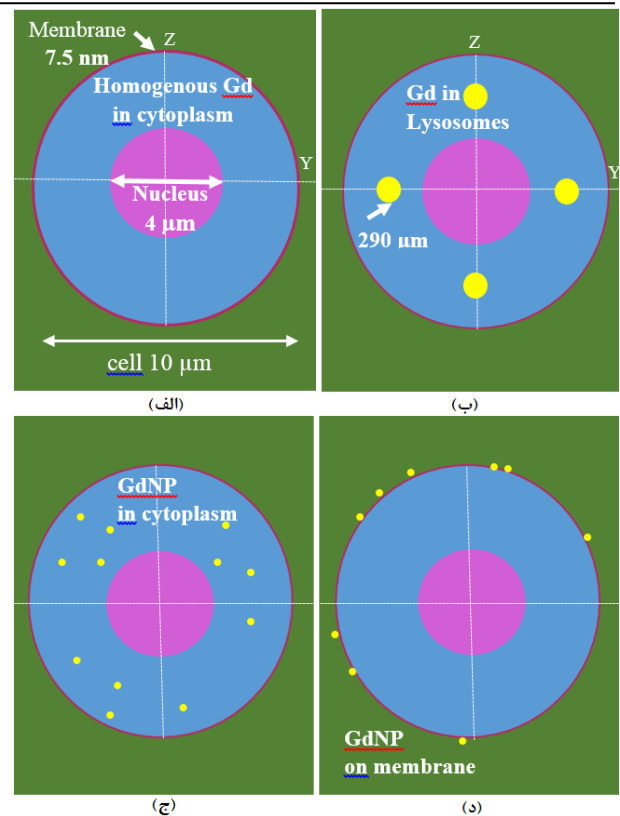 Membrane
7.5 nm
Z
Homogenous Gd
in cytoplasm
Y
Nucleus
4 µm
cell 10 µm
(الف)
Z
Gd in
Lysosomes
Y
290 µm
(ب)
GdNP
in cytoplasm
(ج)
GdNP
on membrane
(د)